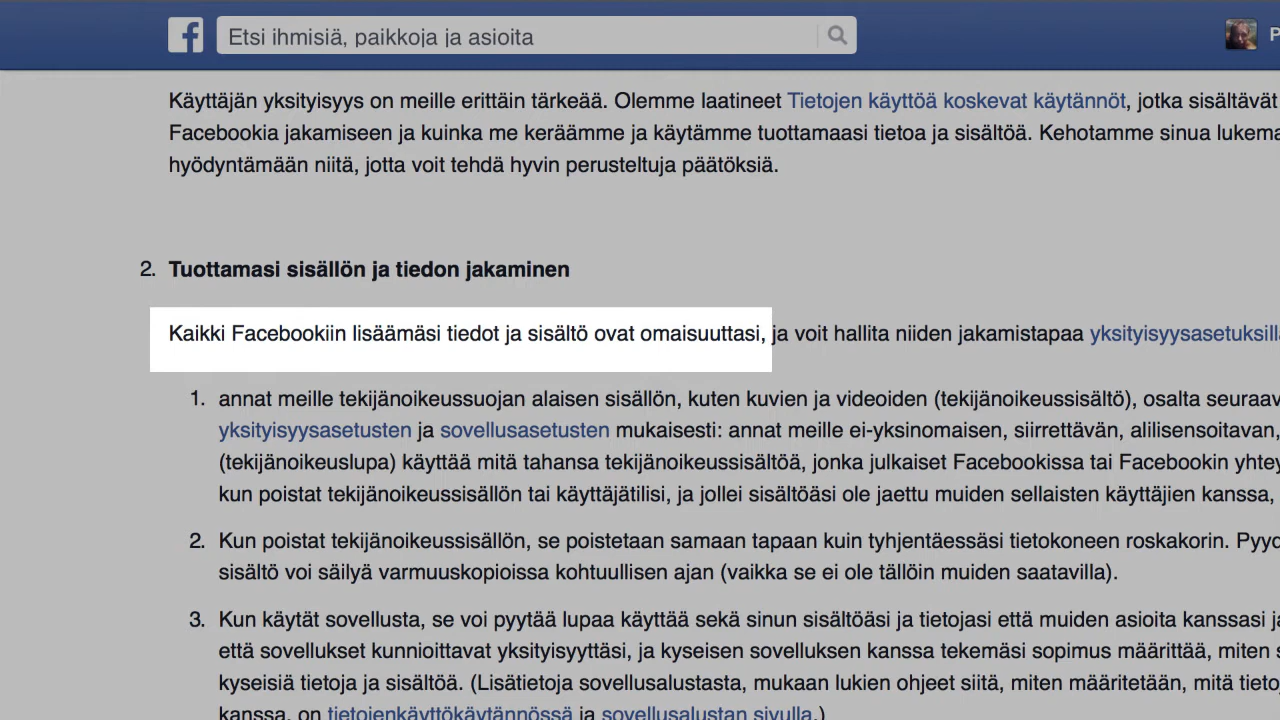 Etsi ihmisiä, paikkoja ja asioita
Käyttäjän yksityisyys on meille erittäin tärkeää. Olemme laatineet Tietojen käyttöä koskevat käytännöt, jotka sisältävät
Facebookia jakamiseen ja kuinka me keräämme ja käytämme tuottamaasi tietoa ja sisältöä. Kehotamme sinua
hyödyntämään niitä, jotta voit tehdä hyvin perusteltuja päätöksiä.
2. Tuottamasi sisällön ja tiedon jakaminen
Kaikki Facebookiin lisäämäsi tiedot ja sisältö ovat omaisuuttasi, ja voit hallita niiden jakamistapaa
1. annat meille tekijänoikeussuojan alaisen sisällön, kuten kuvien ja videoiden (tekijänoikeussisältö), osalta
yksityisyysasetusten ja sovellusasetusten mukaisesti: annat meille ei-yksinomaisen, siirrettävän, alilisensoitavan,
(tekijänoikeuslupa) käyttää mitä tahansa tekijänoikeussisältöä, jonka julkaiset Facebookissa tai Facebookin
kun poistat tekijänoikeussisällön tai käyttäjätilisi, ja jollei sisältöäsi ole jaettu muiden sellaisten käyttäjien kanssa,
2. Kun poistat tekijänoikeussisällön, se poistetaan samaan tapaan kuin tyhjentäessäsi tietokoneen roskakorin.
sisältö voi säilyä varmuuskopioissa kohtuullisen ajan (vaikka se ei ole tällöin muiden saatavilla).
3. Kun käytät sovellusta, se voi pyytää lupaa käyttää sekä sinun sisältöäsi ja tietojasi että muiden asioita kanssasi
että sovellukset kunnioittavat yksityisyyttäsi, ja kyseisen sovelluksen kanssa tekemäsi sopimus määrittää, miten
kyseisiä tietoja ja sisältöä. (Lisätietoja sovellusalustasta, mukaan lukien ohjeet siitä, miten määritetään, mitä
kanssa, on tietojenkäyttökäytännössä ja sovellusalustan sivulla.)